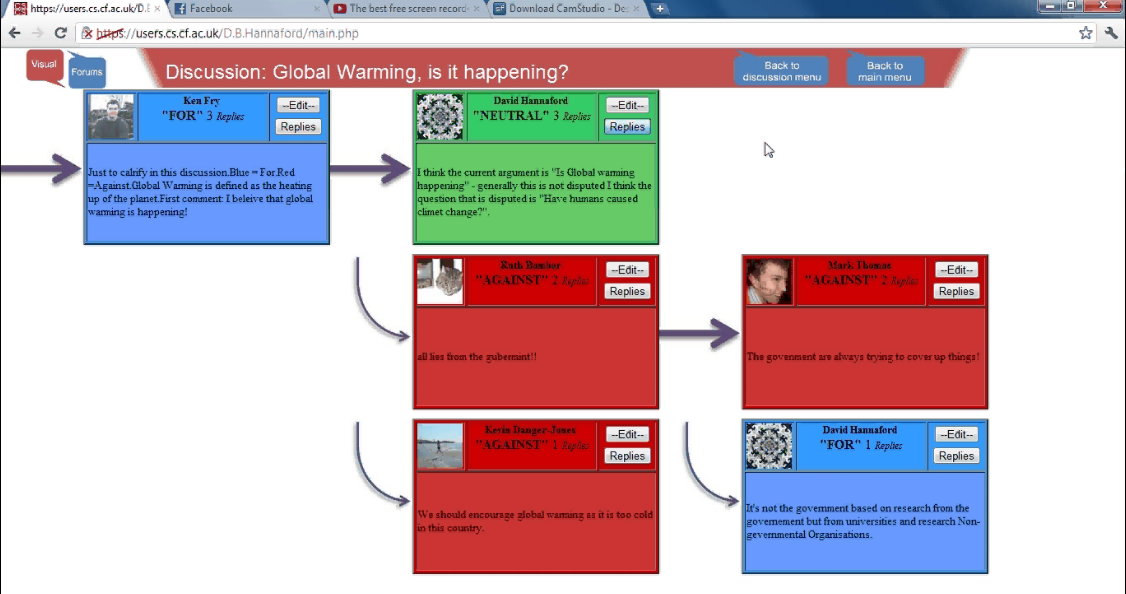 https://users.cs.cf.ac.uk/D.E
Facebook
The best free screen record
Download CamStudio - De
https://users.cs.cf.ac.uk/D.B.Hannaford/main.php
Visual
Forums
Discussion: Global Warming, is it happening?
Back to
discussion menu
Back to
main menu
Ken Fry
"FOR" 3 Replies
--Edit--
Replies
Just to calrify in this discussion.Blue = For.Red
=Against.Global Warming is defined as the heating
up of the planet.First comment: I beleive that global
warming is happening!
David Hannaford
"NEUTRAL" 3 Replies
--Edit--
Replies
I think the current argument is "Is Global warming
happening" - generally this is not disputed I think the
question that is disputed is "Have humans caused
climet change?".
Ruth Bamber
"AGAINST" 2 Replies
--Edit--
Replies
all lies from the guberment!!
Mark Thomas
"AGAINST" 2 Replies
--Edit--
Replies
The govenment are always trying to cover up things!
Kevin Danger-Jones
"AGAINST" 1 Replies
--Edit--
Replies
We should encourage global warming as it is too cold
in this country.
David Hannaford
"FOR" 1 Replies
--Edit--
Replies
It's not the government based on research from the
governement but from universities and research Non-
gevernmental Organisations.